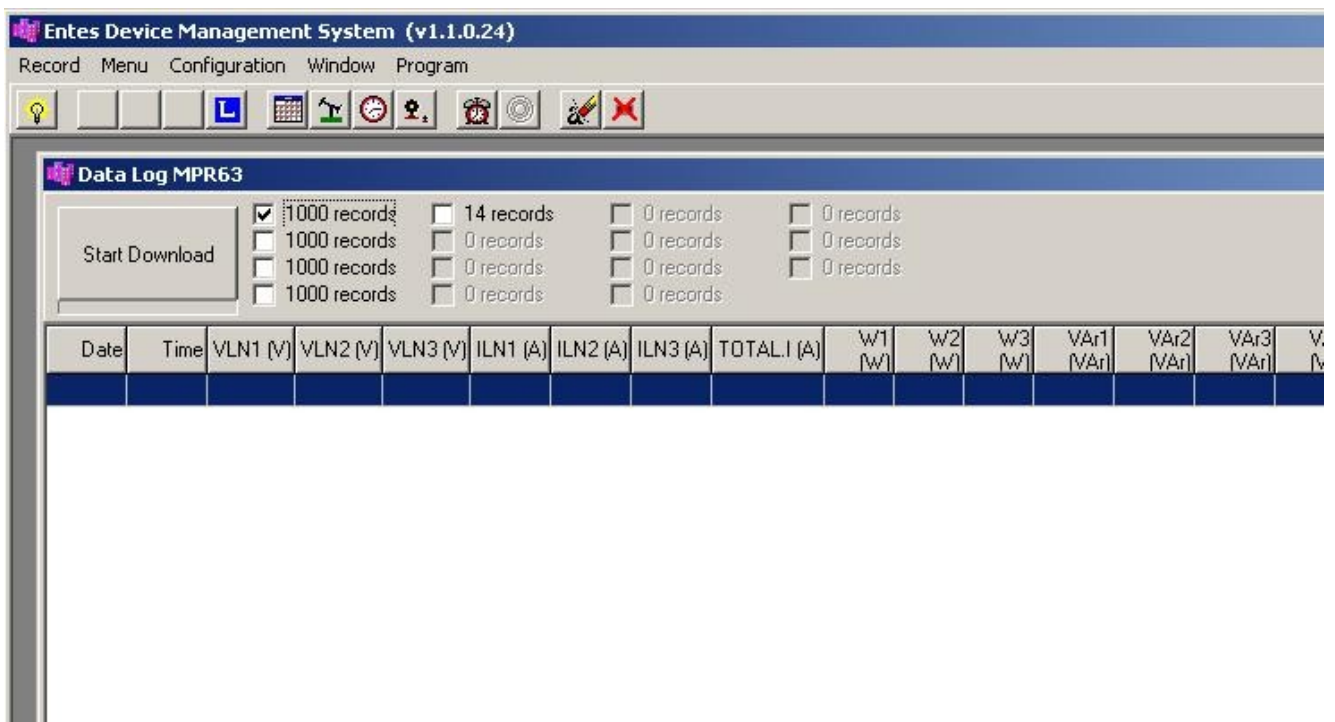 Entes Device Management System (v1.1.0.24)
Record Menu Configuration Window Program
L
Data Log MPR63
Start Download
1000 records 14 records 0 records 0 records
1000 records 0 records 0 records 0 records
1000 records 0 records 0 records 0 records
1000 records 0 records 0 records
Date Time VLN1 (V) VLN2 (V) VLN3 (V) ILN1 (A) ILN2 (A) ILN3 (A) TOTAL.I (A) W1 (W) W2 (W) W3 (W) VAr1 (VAr) VAr2 (VAr) VAr3 (VAr)